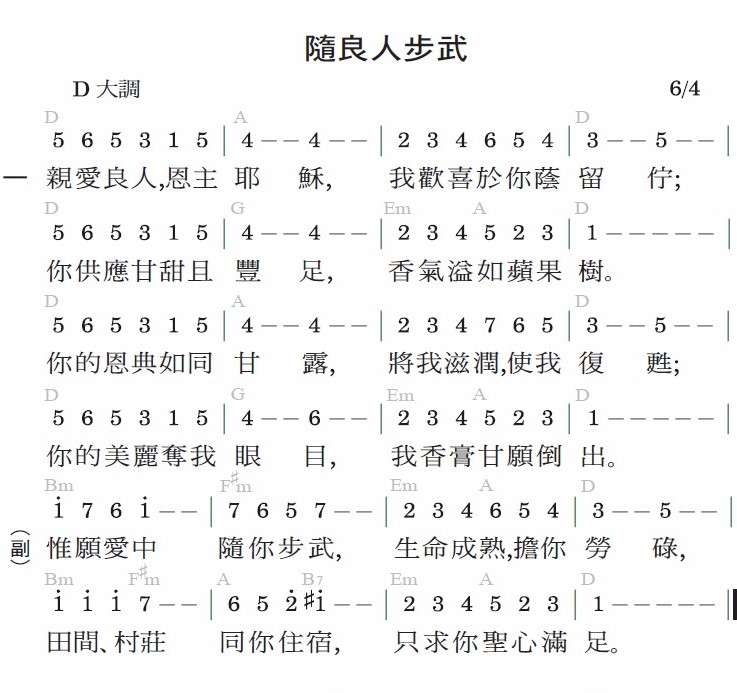 隨良人步武
D 大調 6/4
D A D
5 6 5 3 1 5 | 4 – – 4 – – | 2 3 4 6 5 4 | 3 – – 5 – – |
一 親愛良人,恩主 耶 穌, 我歡喜於你蔭 留 佇;
D G Em A D
5 6 5 3 1 5 | 4 – – 4 – – | 2 3 4 5 2 3 | 1 – – – – – |
你供應甘甜且 豐 足, 香氣溢如蘋果 樹。
D A D
5 6 5 3 1 5 | 4 – – 4 – – | 2 3 4 7 6 5 | 3 – – 5 – – |
你的恩典如同 甘 露, 將我滋潤,使我 復 甦;
D G Em A D
5 6 5 3 1 5 | 4 – – 6 – – | 2 3 4 5 2 3 | 1 – – – – – |
你的美麗奪我 眼 目, 我香膏甘願倒 出。
Bm F♯m Em A D
i̇ 7 6 i̇ – – | 7 6 5 7 – – | 2 3 4 6 5 4 | 3 – – 5 – – |
(副) 惟願愛中 隨你步武, 生命成熟,擔你 勞 碌,
Bm F♯m A B7 Em A D
1̇ 1̇ 1̇ 7 – – | 6 5 2̇ ♯1̇ – – | 2 3 4 5 2 3 | 1 – – – – – |
田間、村莊 同你住宿, 只求你聖心滿 足。